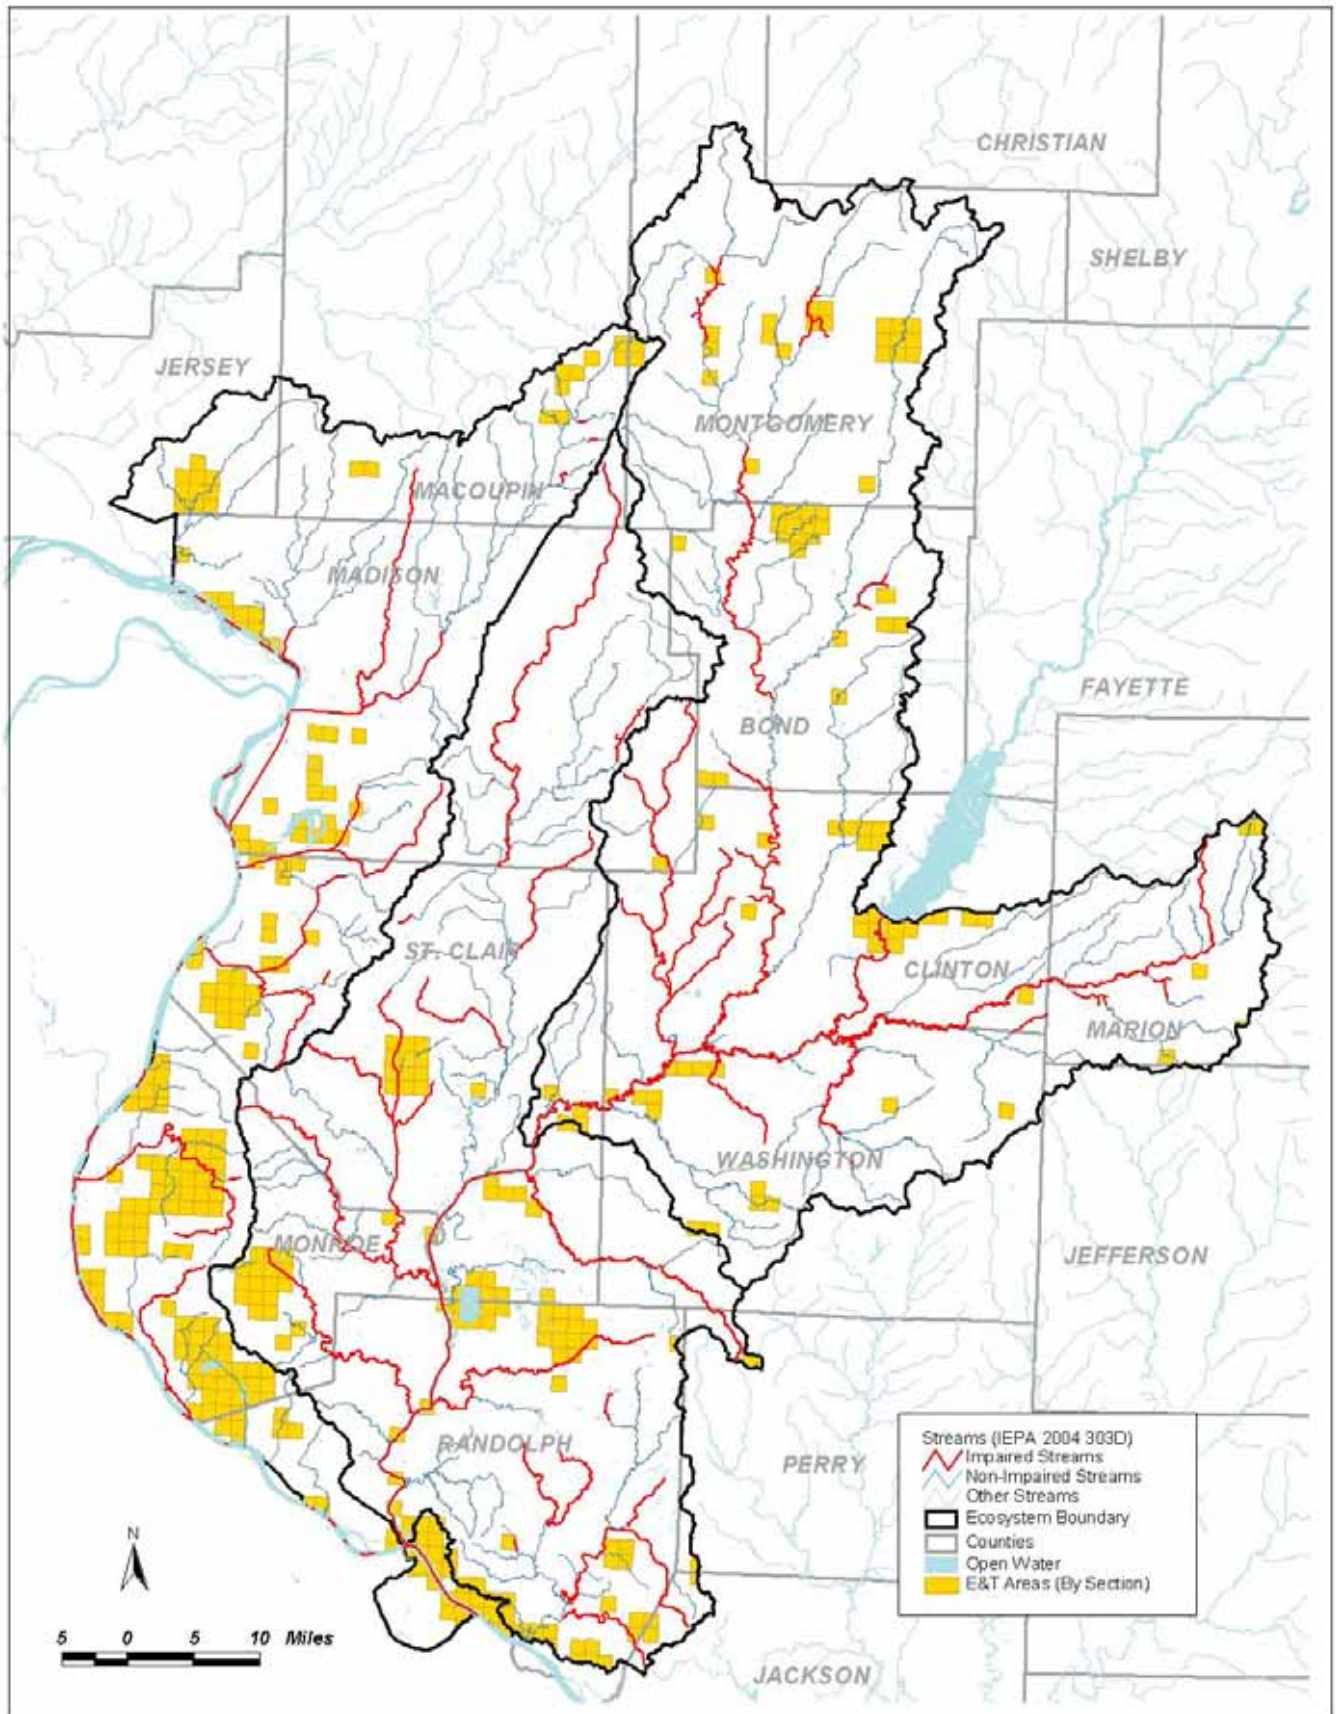 CHRISTIAN
SHELBY
JERSEY
MONTGOMERY
MACOUPIN
MADISON
FAYETTE
BOND
ST. CLAIR
CLINTON
MARION
WASHINGTON
MONROE
JEFFERSON
RANDOLPH
PERRY
JACKSON
Streams (IEPA 2004 303D)
Impaired Streams
Non-Impaired Streams
Other Streams
Ecosystem Boundary
Counties
Open Water
E&T Areas (By Section)
N
5 0 5 10 Miles